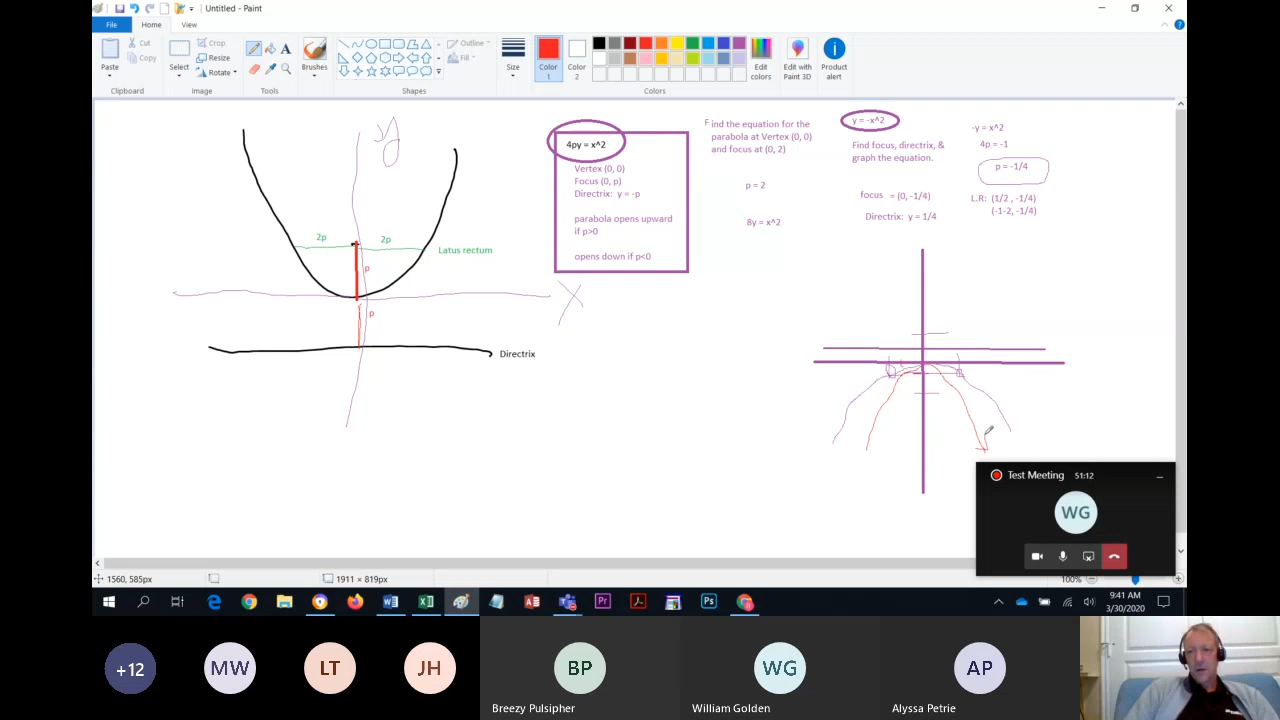 Untitled - Paint
File
Home
View
Paste
Cut
Copy
Clipboard
Select
Crop
Resize
Rotate
Image
A
Tools
Brushes
Shapes
Outline
Fill
Size
Color 1
Color 2
Colors
Edit colors
Edit with Paint 3D
Product alert
y
2p
2p
Latus rectum
p
p
X
Directrix
4py = x^2
Vertex (0, 0)
Focus (0, p)
Directrix: y = -p
parabola opens upward
if p>0
opens down if p<0
F ind the equation for the
parabola at Vertex (0, 0)
and focus at (0, 2)
p = 2
8y = x^2
y = -x^2
Find focus, directrix, &
graph the equation.
focus = (0, -1/4)
Directrix: y = 1/4
-y = x^2
4p = -1
p = -1/4
L.R: (1/2 , -1/4)
(-1-2, -1/4)
Test Meeting 51:12
WG
1560, 585px
1911 × 819px
100%
9:41 AM
3/30/2020
+12
MW
LT
JH
BP
Breezy Pulsipher
WG
William Golden
AP
Alyssa Petrie